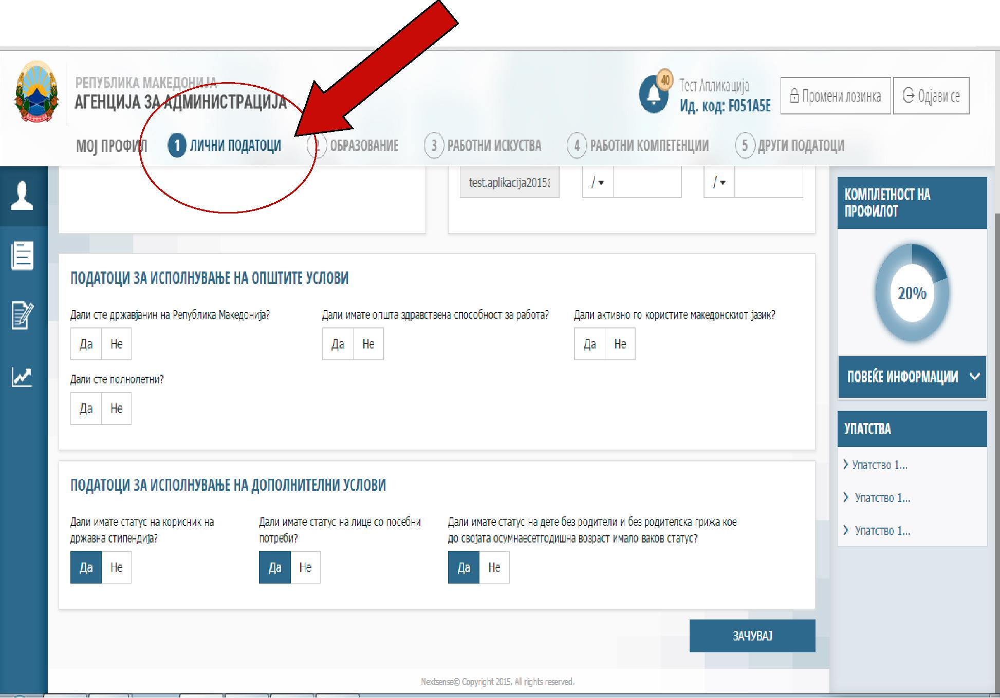 РЕПУБЛИКА МАКЕДОНИЈА
АГЕНЦИЈА ЗА АДМИНИСТРАЦИЈА
40
Тест Апликација
Ид. код: F051A5E
Промени лозинка
Одјави се
МОЈ ПРОФИЛ
1 ЛИЧНИ ПОДАТОЦИ
2 ОБРАЗОВАНИЕ
3 РАБОТНИ ИСКУСТВА
4 РАБОТНИ КОМПЕТЕНЦИИ
5 ДРУГИ ПОДАТОЦИ
test.aplikacija2015
/
/
ПОДАТОЦИ ЗА ИСПОЛНУВАЊЕ НА ОПШТИТЕ УСЛОВИ
Дали сте државјанин на Република Македонија?
Да Не
Дали имате општа здравствена способност за работа?
Да Не
Дали активно го користите македонскиот јазик?
Да Не
Дали сте полнолетни?
Да Не
ПОДАТОЦИ ЗА ИСПОЛНУВАЊЕ НА ДОПОЛНИТЕЛНИ УСЛОВИ
Дали имате статус на корисник на
државна стипендија?
Да Не
Дали имате статус на лице со посебни
потреби?
Да Не
Дали имате статус на дете без родители и без родителска грижа кое
до својата осумнаесетгодишна возраст имало ваков статус?
Да Не
ЗАЧУВАЈ
КОМПЛЕТНОСТ НА
ПРОФИЛОТ
20%
ПОВЕЌЕ ИНФОРМАЦИИ
УПАТСТВА
Упатство 1...
Упатство 1...
Упатство 1...
Nextsense© Copyright 2015. All rights reserved.